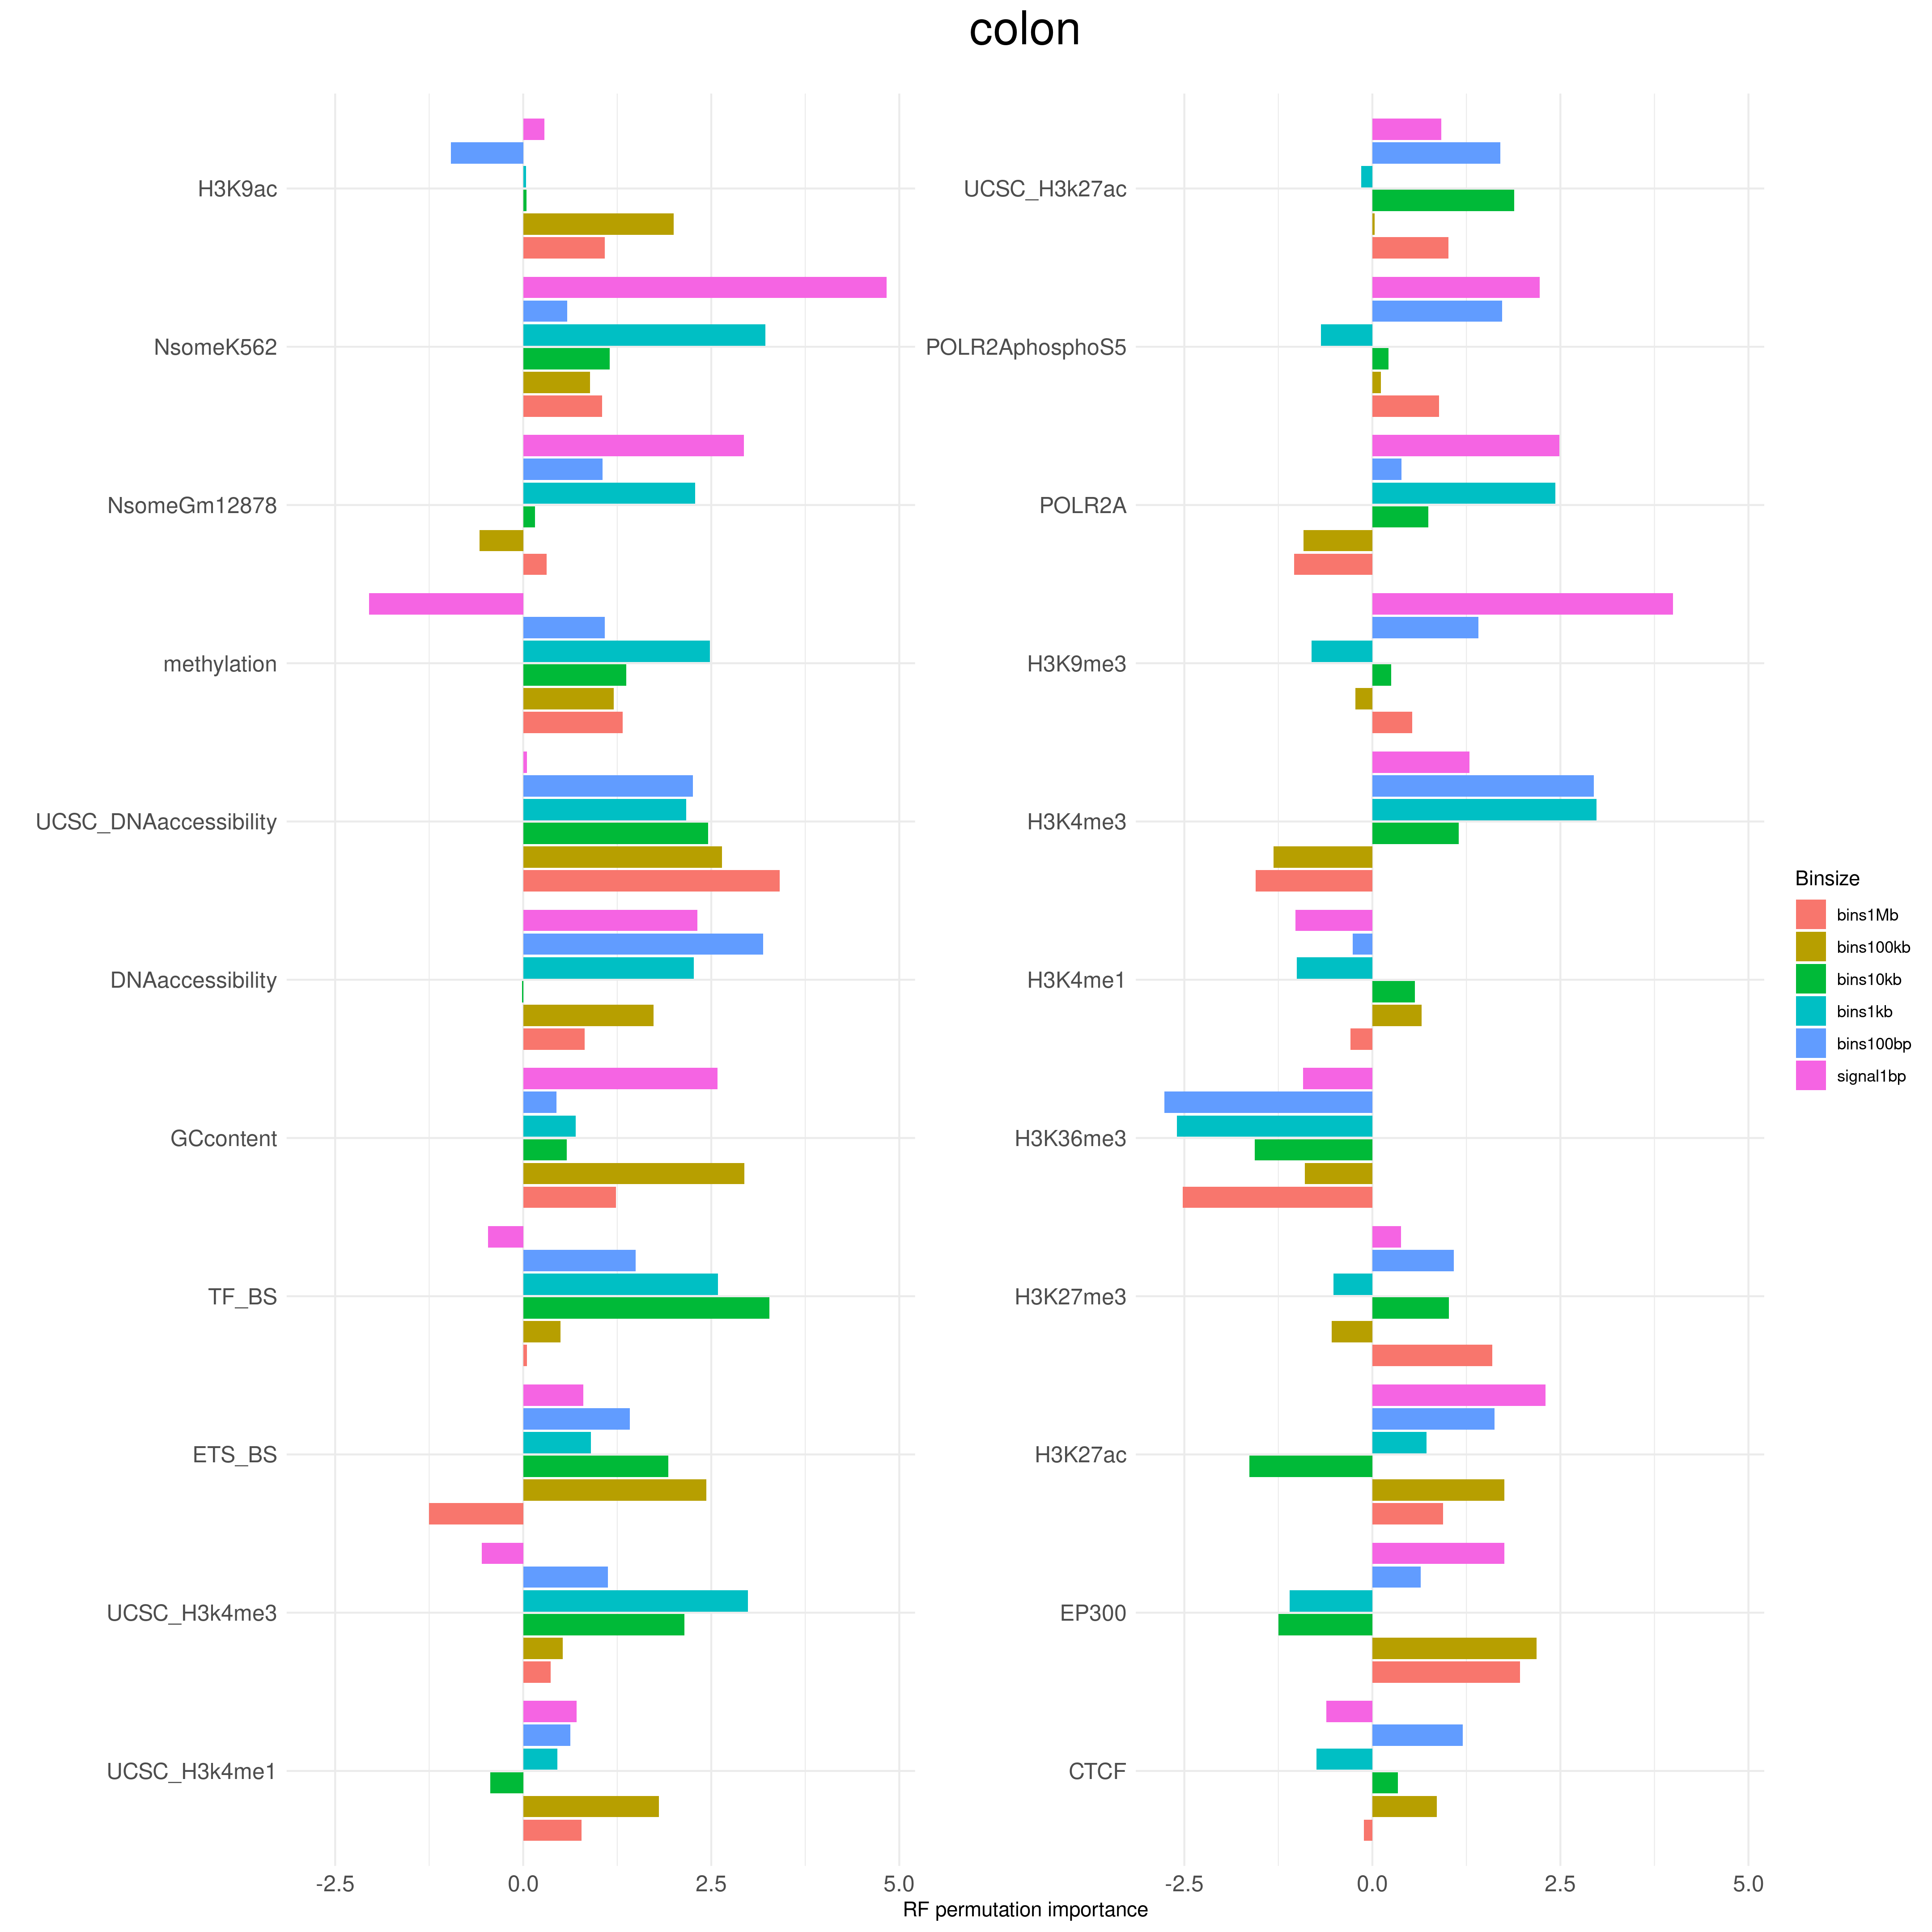 colon
H3K9ac
NsomeK562
NsomeGm12878
methylation
UCSC_DNAaccessibility
DNAaccessibility
GCcontent
TF_BS
ETS_BS
UCSC_H3k4me3
UCSC_H3k4me1
-2.5 0.0 2.5 5.0
UCSC_H3k27ac
POLR2AphosphoS5
POLR2A
H3K9me3
H3K4me3
H3K4me1
H3K36me3
H3K27me3
H3K27ac
EP300
CTCF
-2.5 0.0 2.5 5.0
RF permutation importance
Binsize
bins1Mb
bins100kb
bins10kb
bins1kb
bins100bp
signal1bp